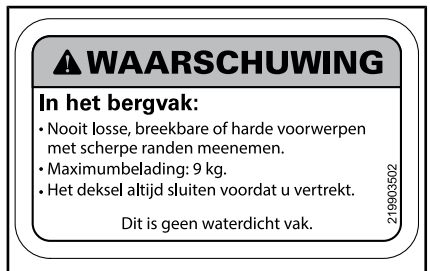 WAARSCHUWING
In het bergvak:
• Nooit losse, breekbare of harde voorwerpen
met scherpe randen meenemen.
• Maximumbelading: 9 kg.
• Het deksel altijd sluiten voordat u vertrekt.
Dit is geen waterdicht vak.
219903502